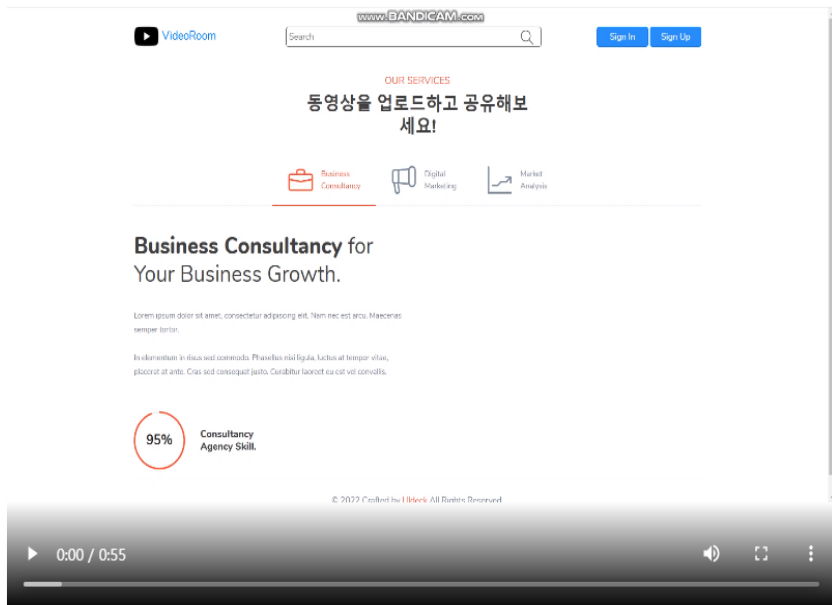 www.BANDICAM.com
VideoRoom
Search
Sign In
Sign Up
OUR SERVICES
동영상을 업로드하고 공유해보
세요!
Business
Consultancy
Digital
Marketing
Market
Analysis
Business Consultancy for
Your Business Growth.
Lorem ipsum dolor sit amet, consectetur adipiscing elit. Nam nec est arcu. Maecenas
semper tortor.
In elementum in risus sed commodo. Phasellus nisi ligula, luctus at tempor vitae,
placerat at ante. Cras sed consequat justo. Curabitur laoreet eu est vel convallis.
95%
Consultancy
Agency Skill.
© 2022 Crafted by UIdeck All Rights Reserved
0:00 / 0:55